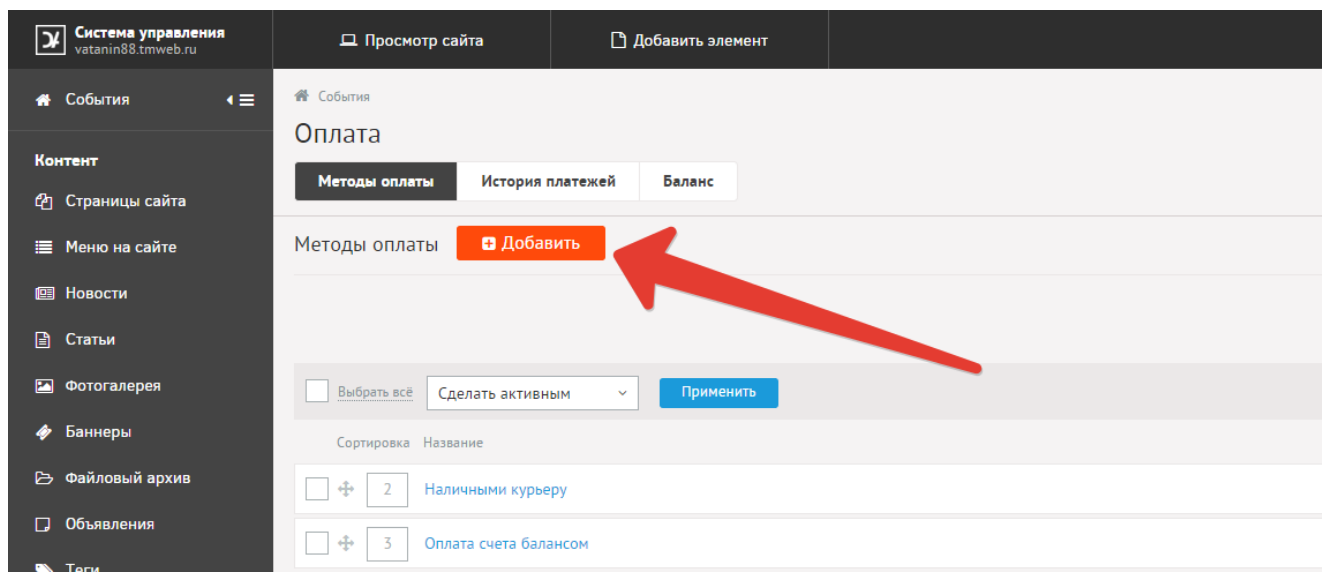 Система управления
vatanin88.tmweb.ru
Просмотр сайта
Добавить элемент
События
Контент
Страницы сайта
Меню на сайте
Новости
Статьи
Фотогалерея
Баннеры
Файловый архив
Объявления
Теги
События
Оплата
Методы оплаты История платежей Баланс
Методы оплаты Добавить
Выбрать всё Сделать активным Применить
Сортировка Название
2 Наличными курьеру
3 Оплата счета балансом